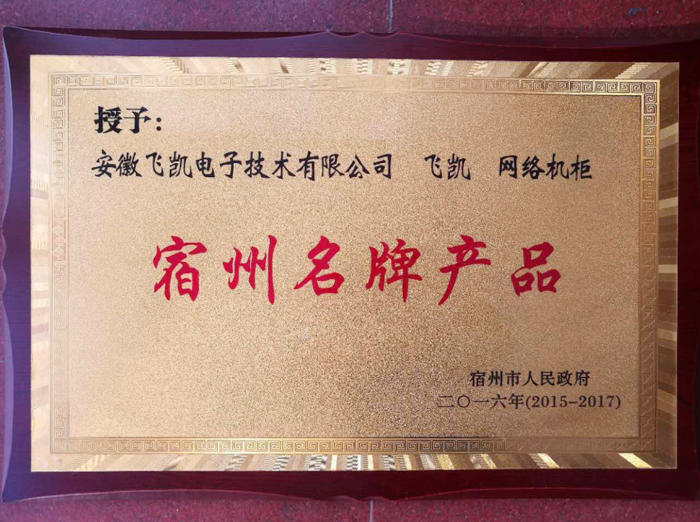 授予：
安徽飞凯电子技术有限公司 飞凯 网络机柜
宿州名牌产品
宿州市人民政府
二〇一六年(2015-2017)